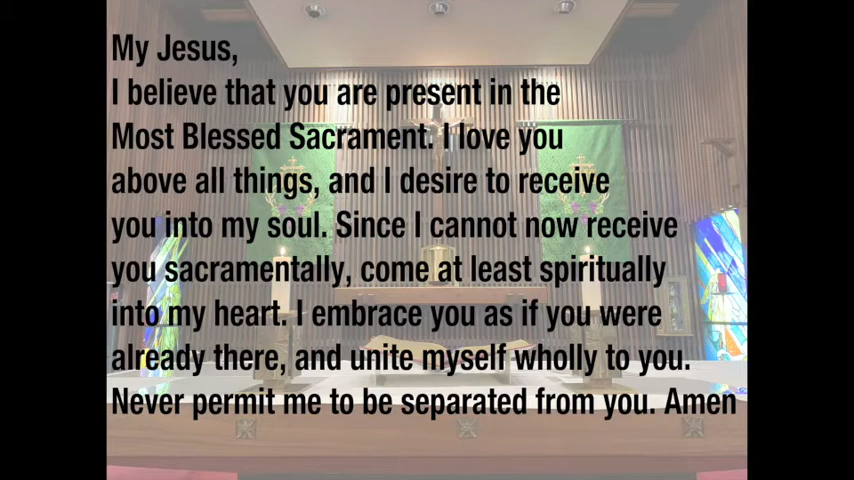 My Jesus,
I believe that you are present in the
Most Blessed Sacrament. I love you
above all things, and I desire to receive
you into my soul. Since I cannot now receive
you sacramentally, come at least spiritually
into my heart. I embrace you as if you were
already there, and unite myself wholly to you.
Never permit me to be separated from you. Amen